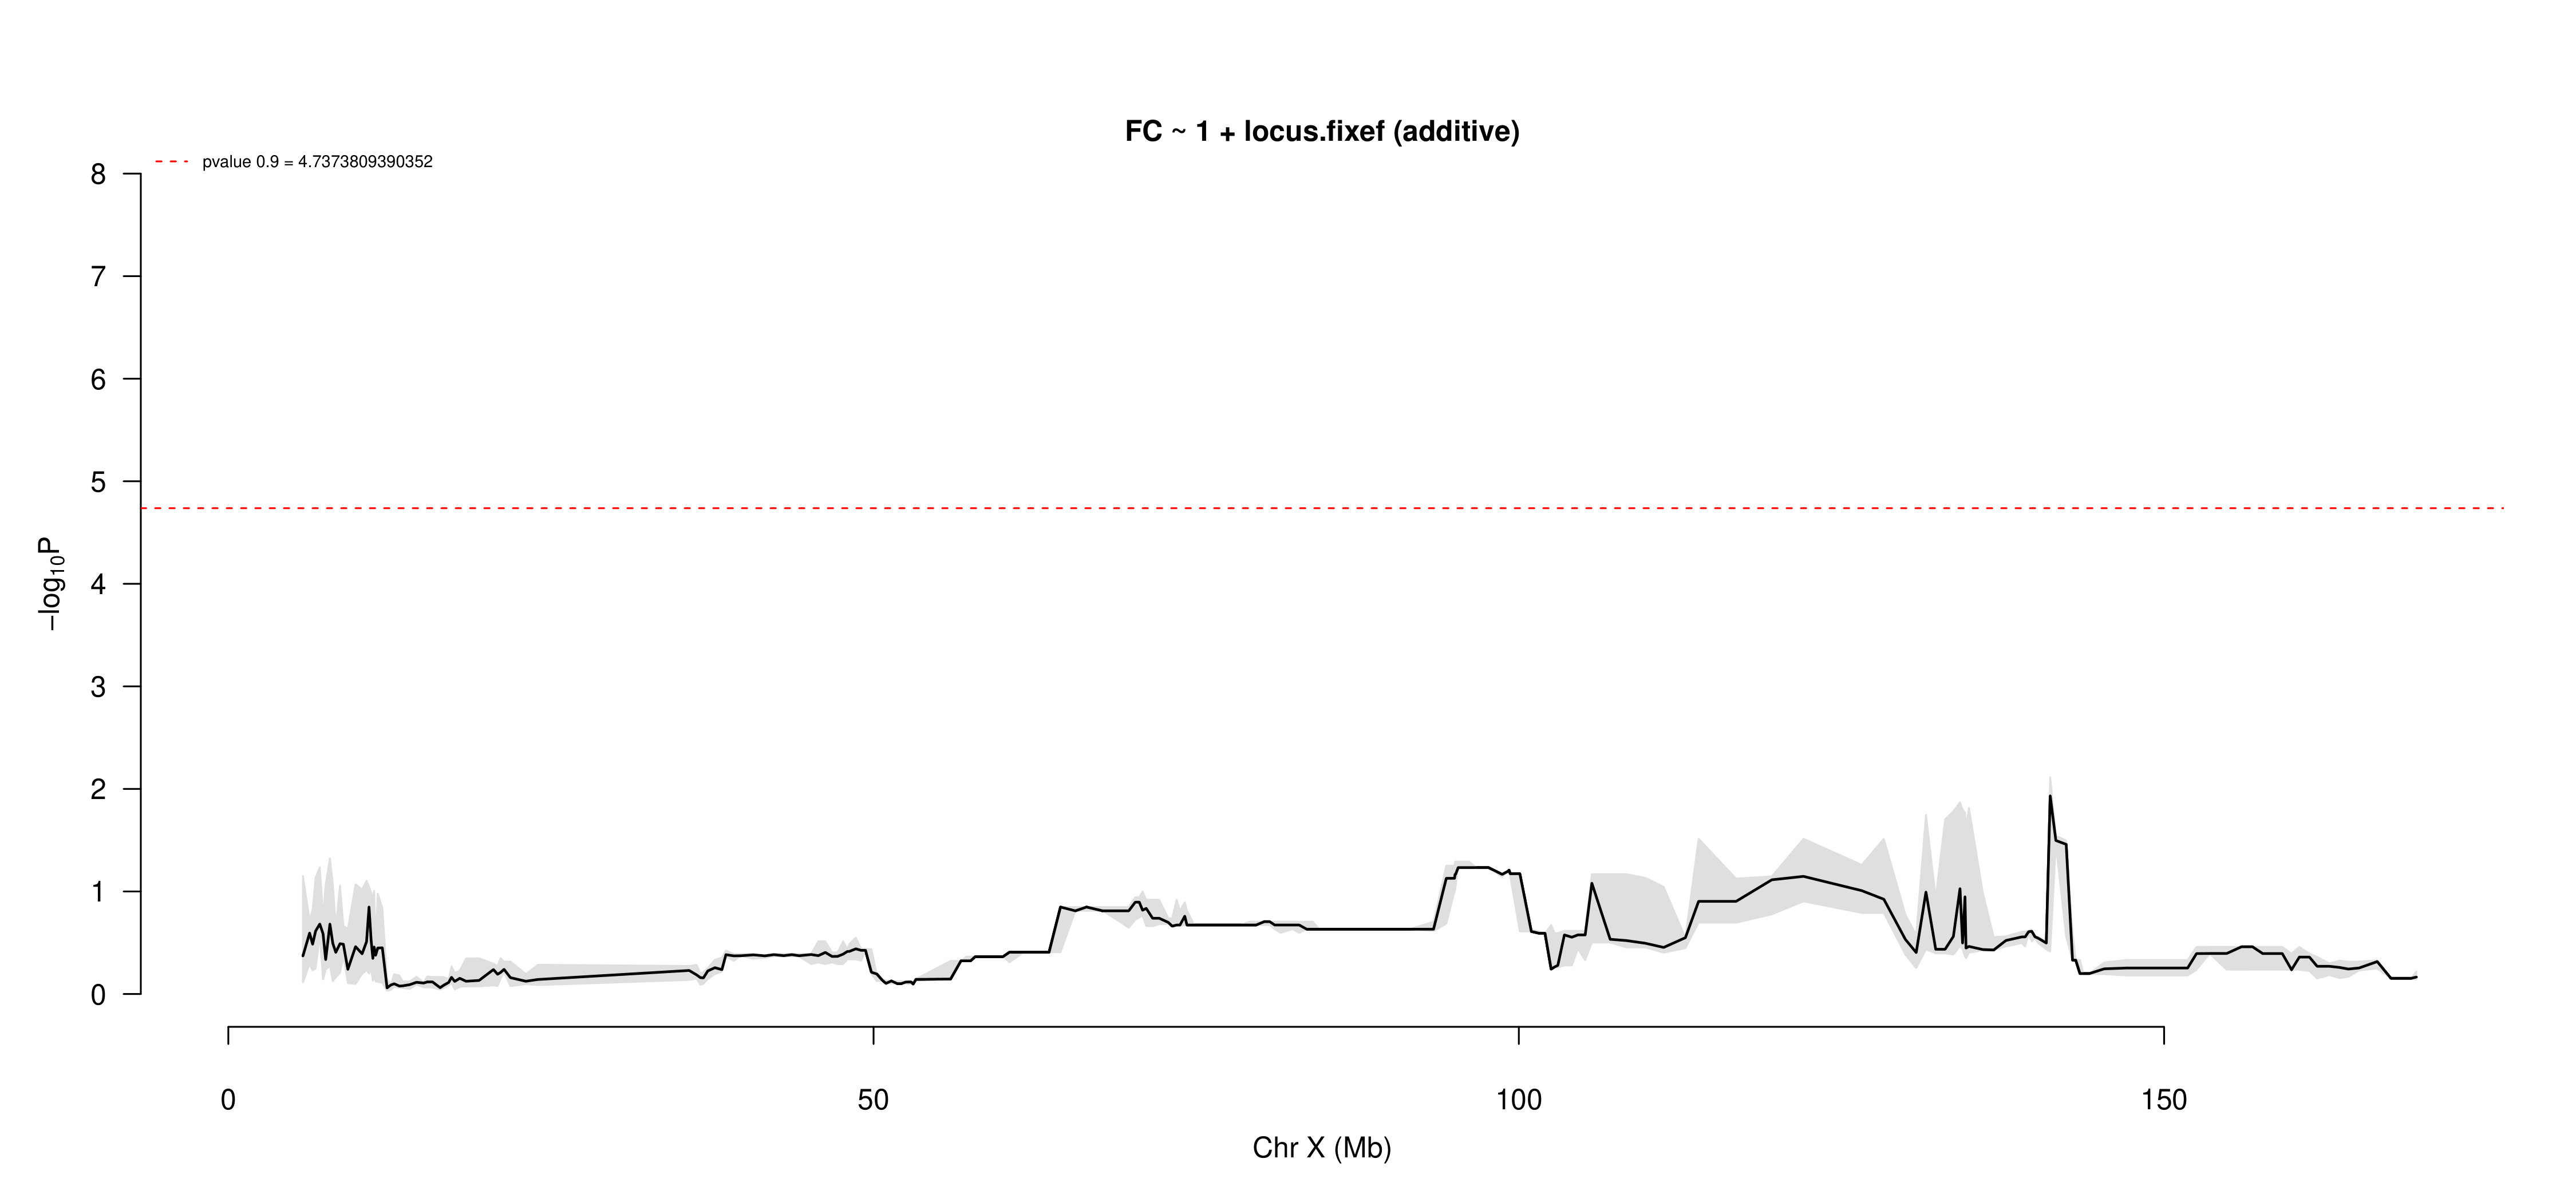 FC ~ 1 + locus.fixef (additive)
pvalue 0.9 = 4.7373809390352
8
7
6
5
4
3
2
1
0
−log10P
0 50 100 150
Chr X (Mb)